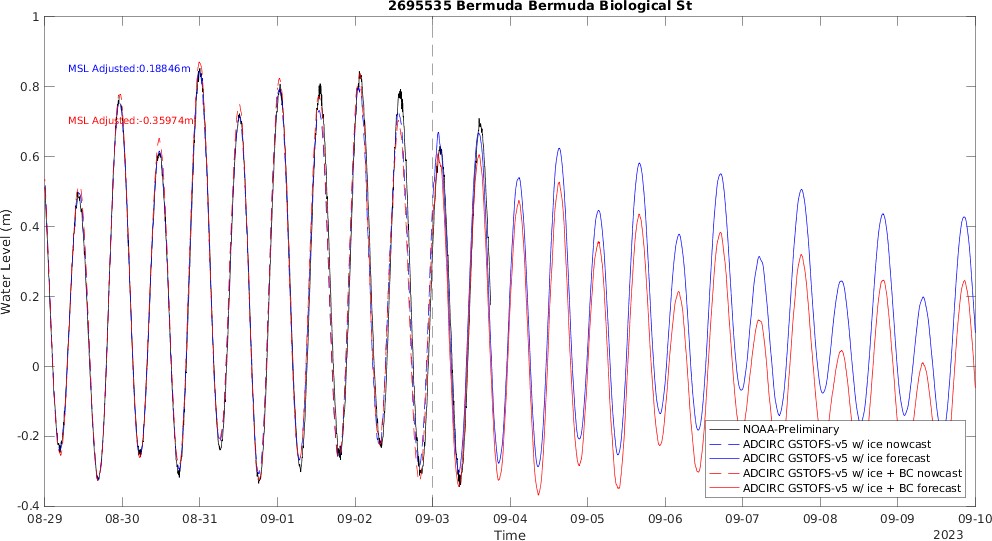 2695535 Bermuda Bermuda Biological St
1
0.8
0.6
0.4
0.2
0
-0.2
-0.4
Water Level (m)
MSL Adjusted:0.18846m
MSL Adjusted:-0.35974m
NOAA-Preliminary
ADCIRC GSTOFS-v5 w/ ice nowcast
ADCIRC GSTOFS-v5 w/ ice forecast
ADCIRC GSTOFS-v5 w/ ice + BC nowcast
ADCIRC GSTOFS-v5 w/ ice + BC forecast
08-29 08-30 08-31 09-01 09-02 09-03 09-04 09-05 09-06 09-07 09-08 09-09 09-10
Time
2023